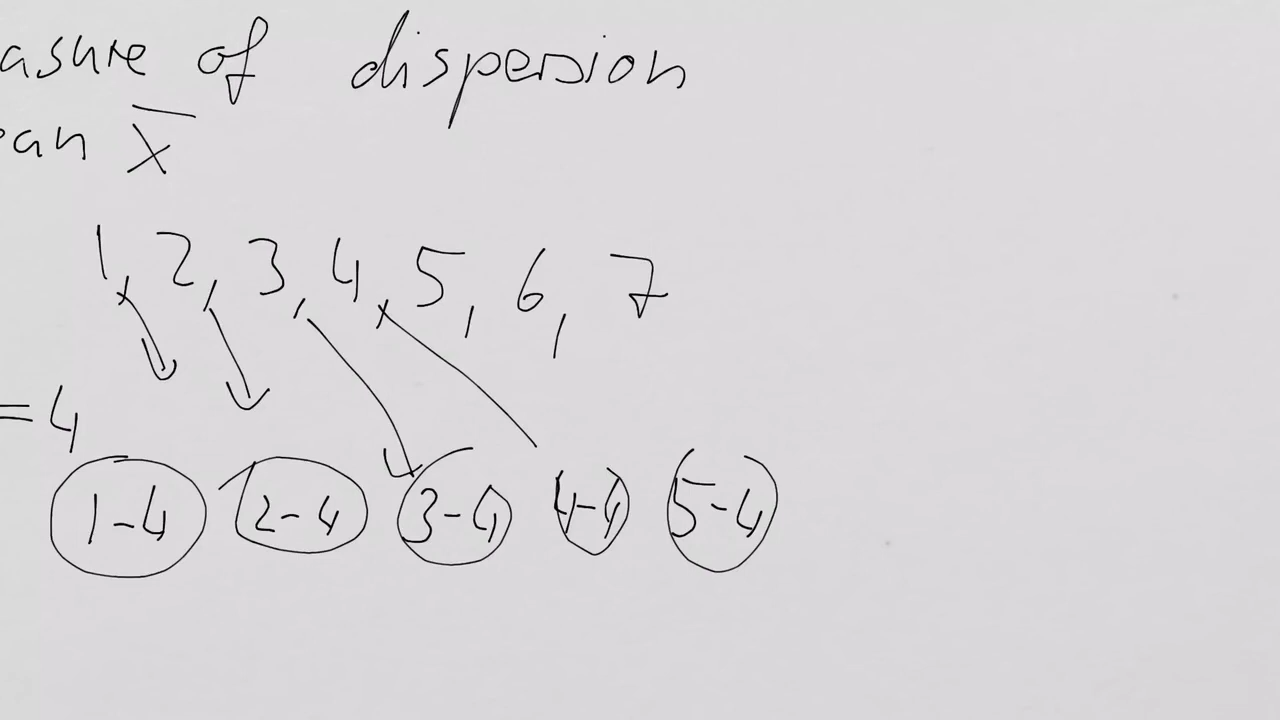 asure of dispersion
ean x̄
1, 2, 3, 4, 5, 6, 7
= 4
1-4 2-4 3-4 4-4 5-4